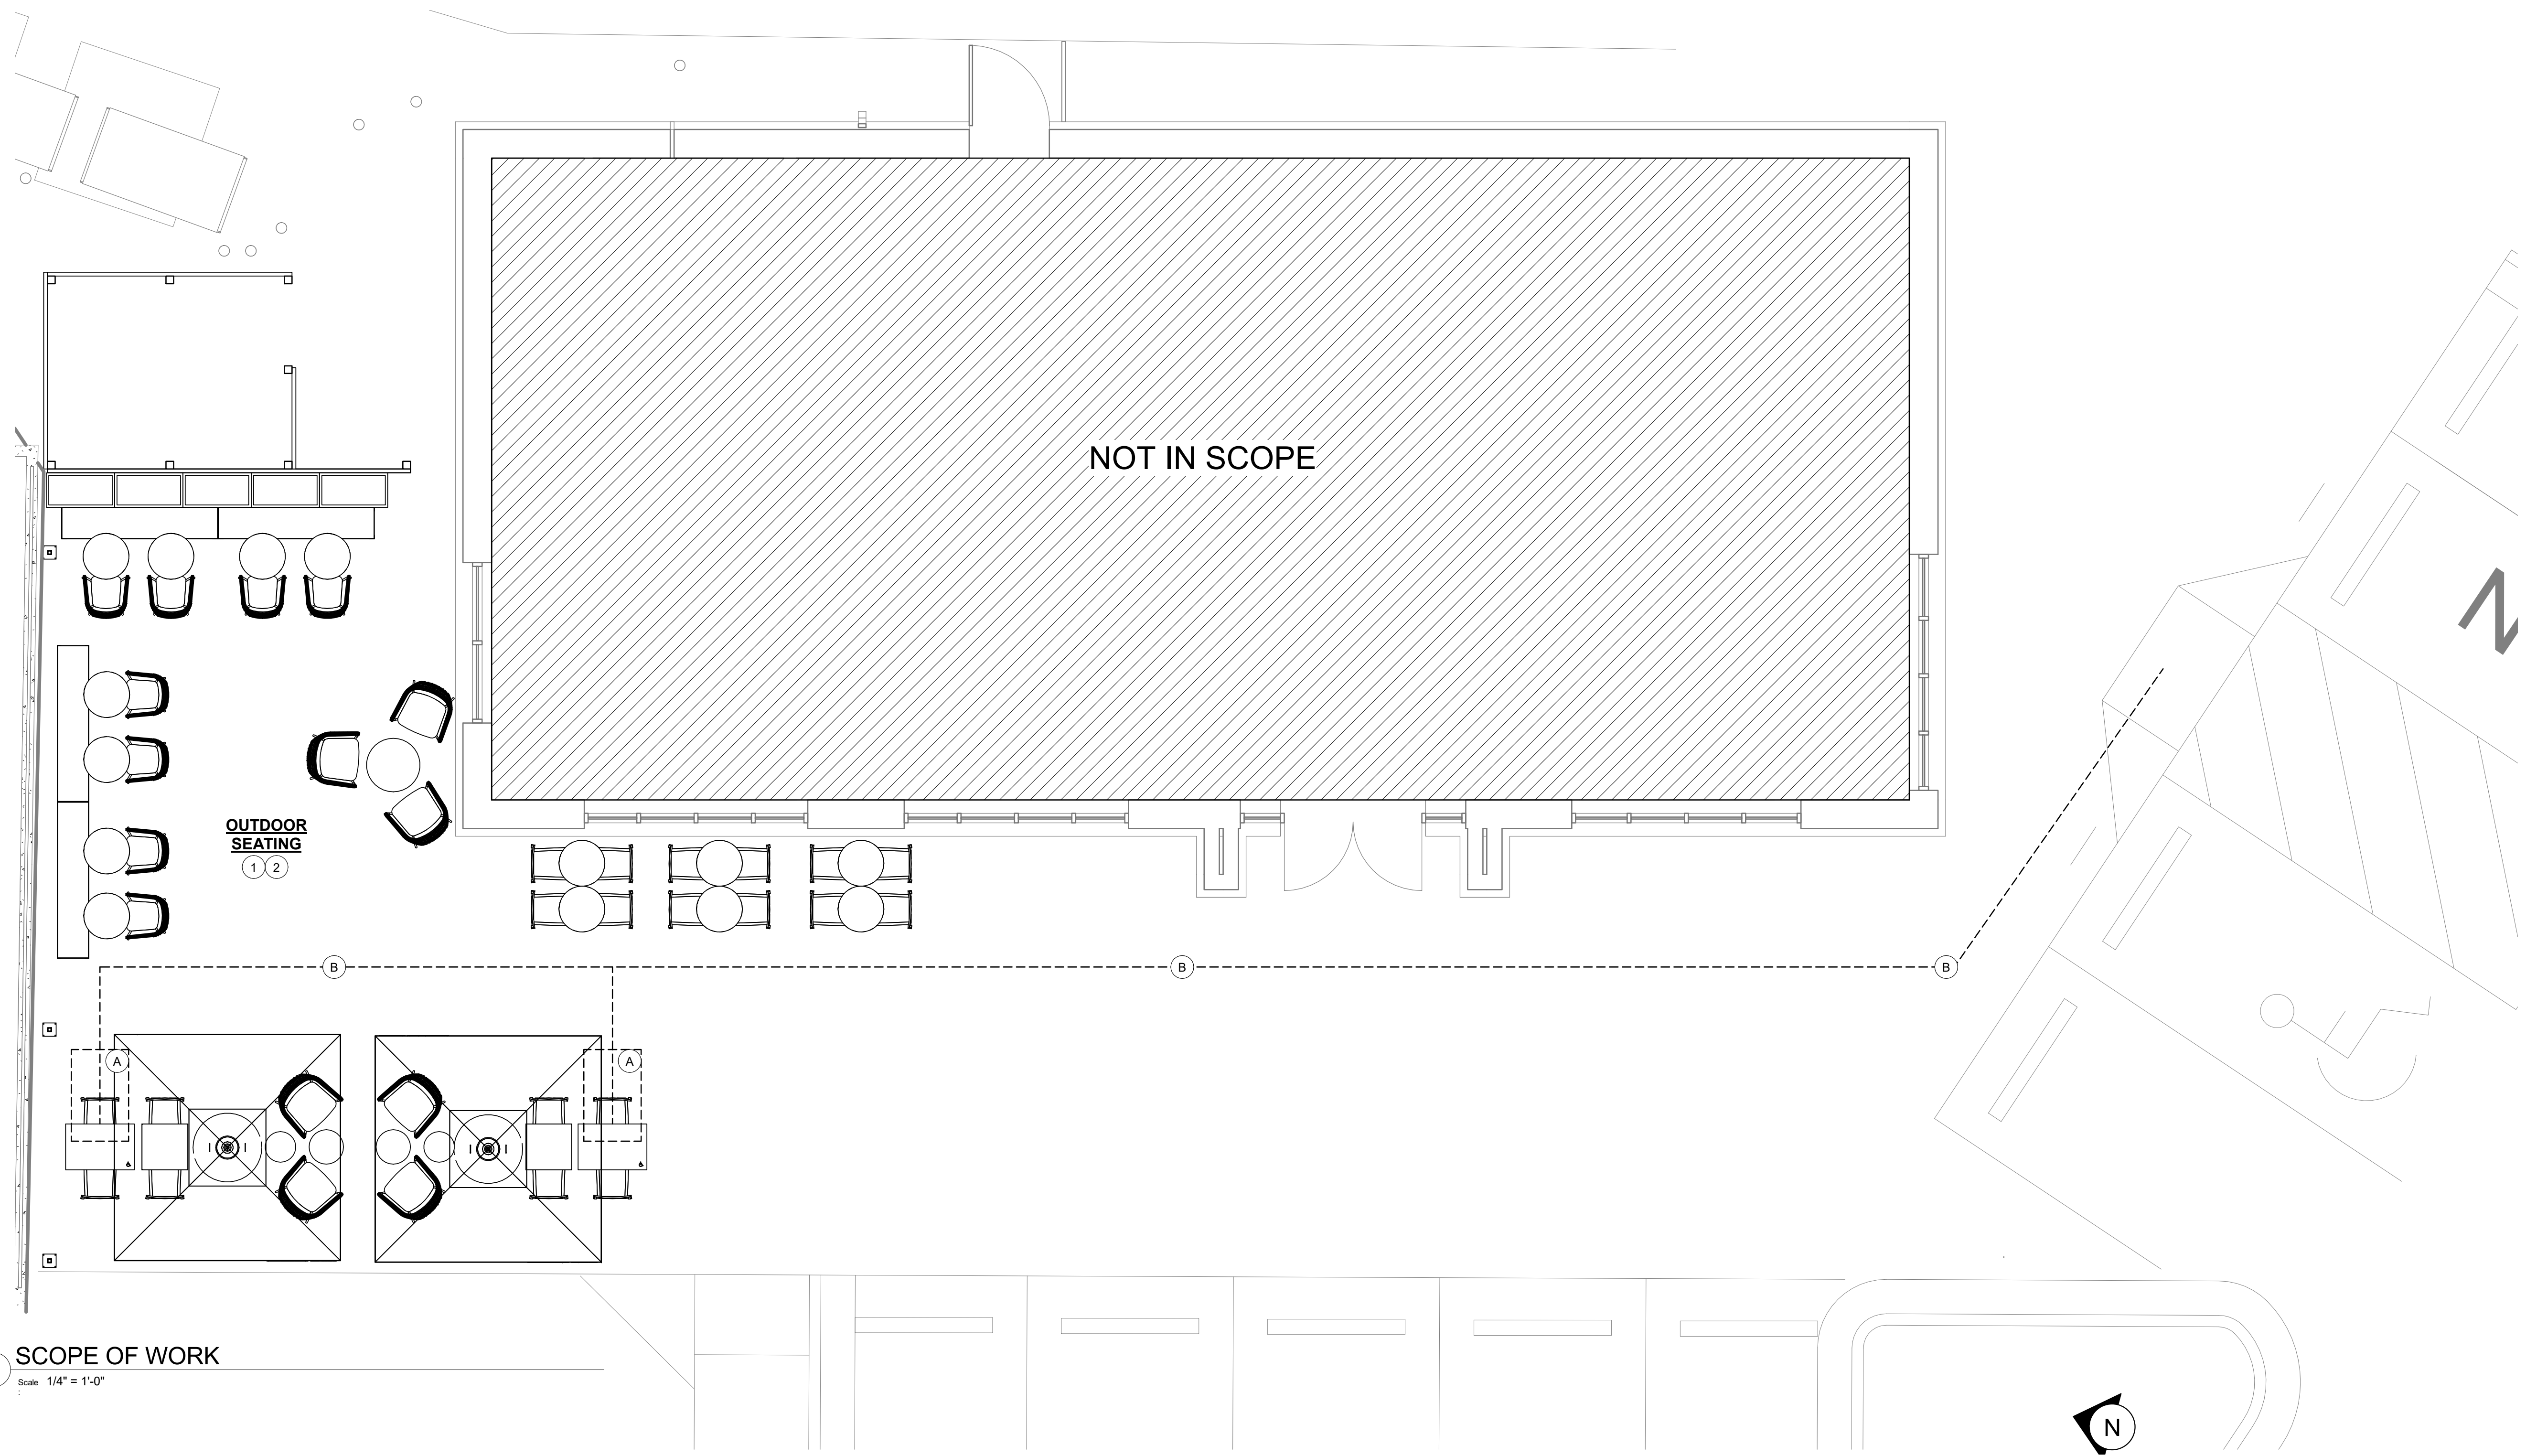 NOT IN SCOPE
N
OUTDOOR
SEATING
1 2
B B B
A A
SCOPE OF WORK
Scale 1/4" = 1'-0"
:
N